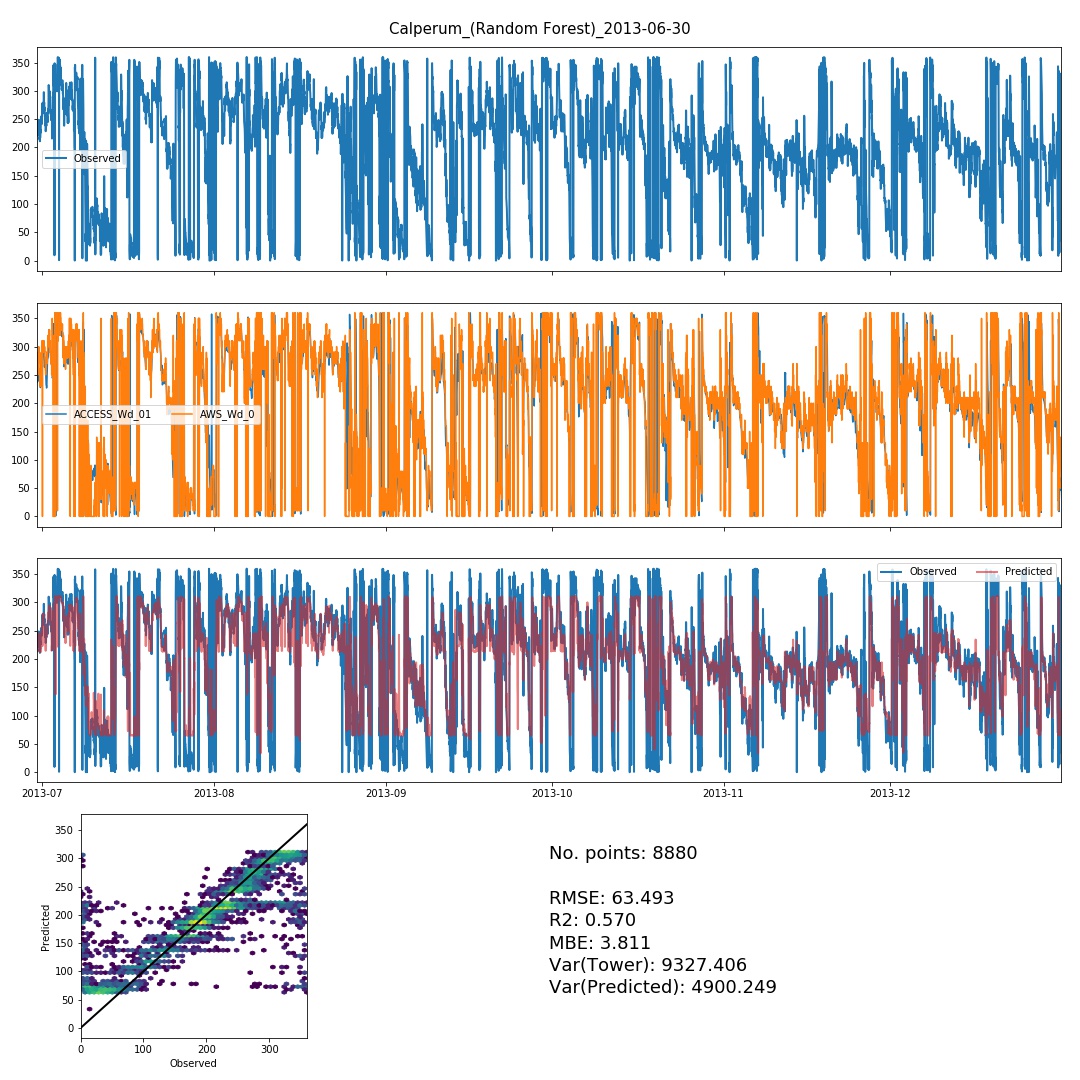 Calperum_(Random Forest)_2013-06-30
350
300
250
200
150
100
50
0
Observed
350
300
250
200
150
100
50
0
ACCESS_Wd_01 AWS_Wd_0
350
300
250
200
150
100
50
0
Observed Predicted
2013-07 2013-08 2013-09 2013-10 2013-11 2013-12
350
300
250
200
150
100
50
0
Predicted
0 100 200 300
Observed
No. points: 8880
RMSE: 63.493
R2: 0.570
MBE: 3.811
Var(Tower): 9327.406
Var(Predicted): 4900.249